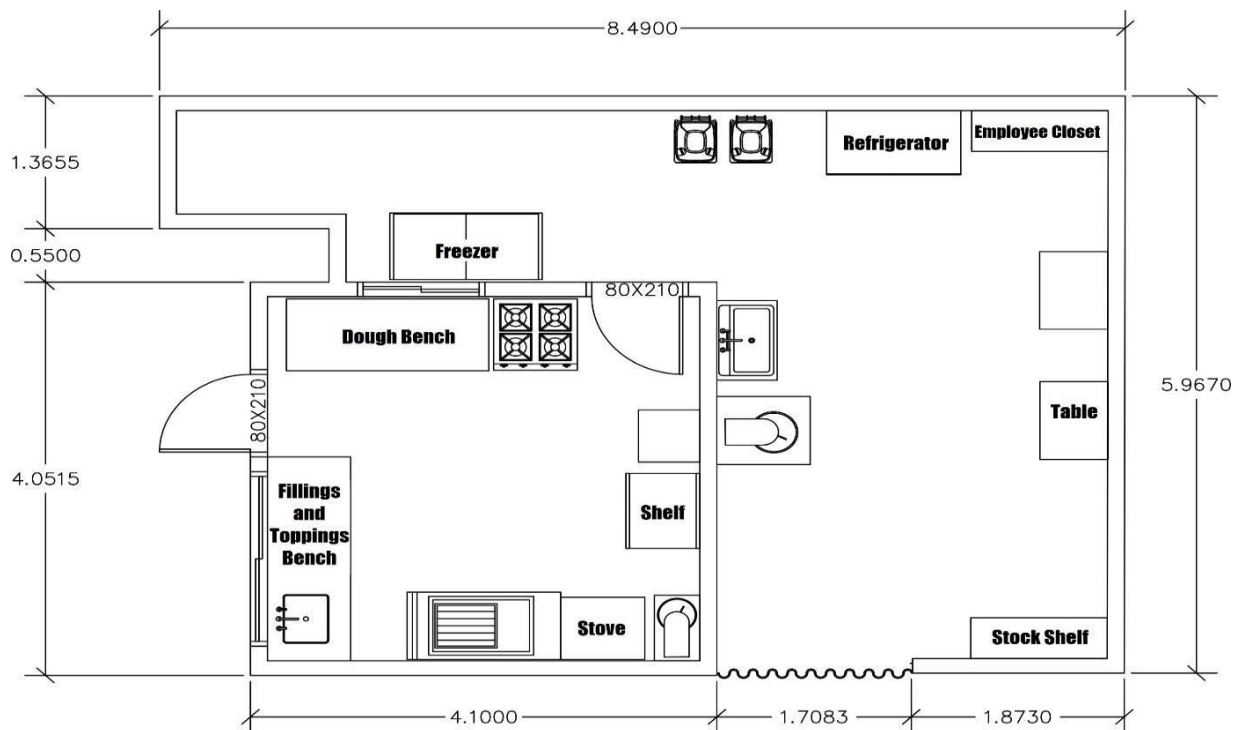 8.4900
1.3655
Refrigerator
Employee Closet
0.5500
Freezer
80X210
Dough Bench
80X210
5.9670
Table
4.0515
Fillings
and
Toppings
Bench
Shelf
Stove
Stock Shelf
4.1000
1.7083
1.8730